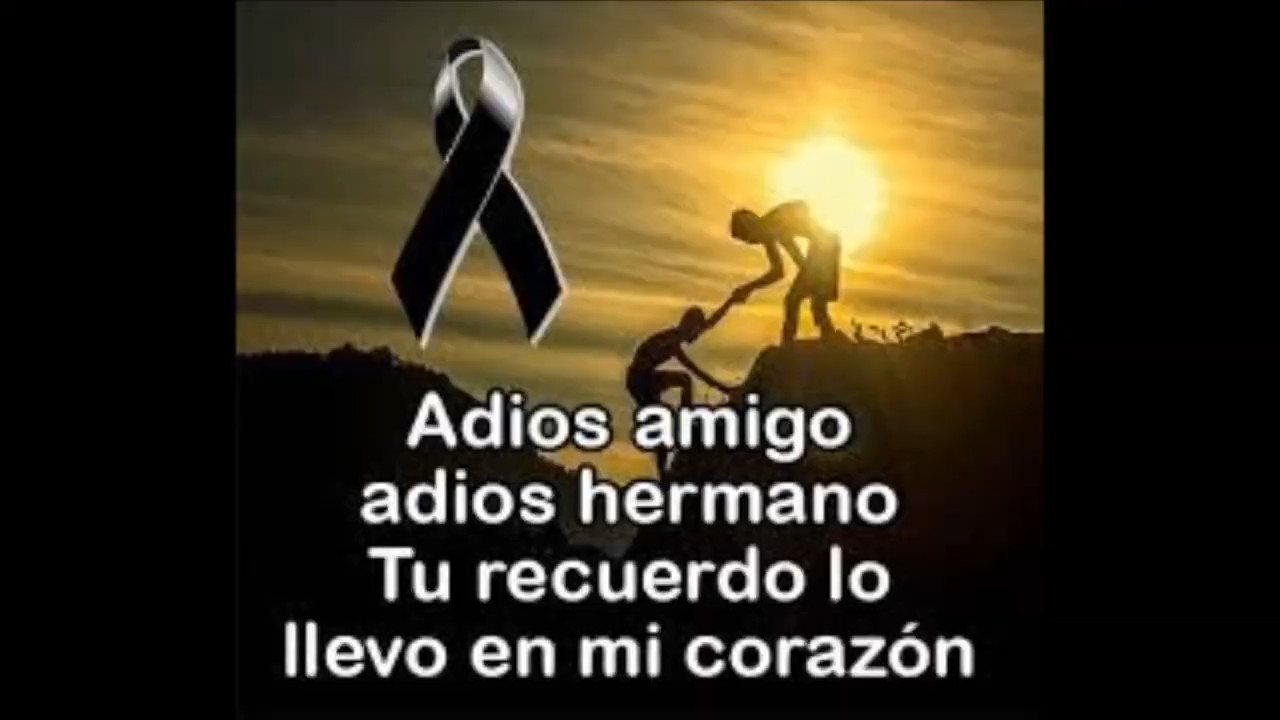 Adios amigo
adios hermano
Tu recuerdo lo
llevo en mi corazón